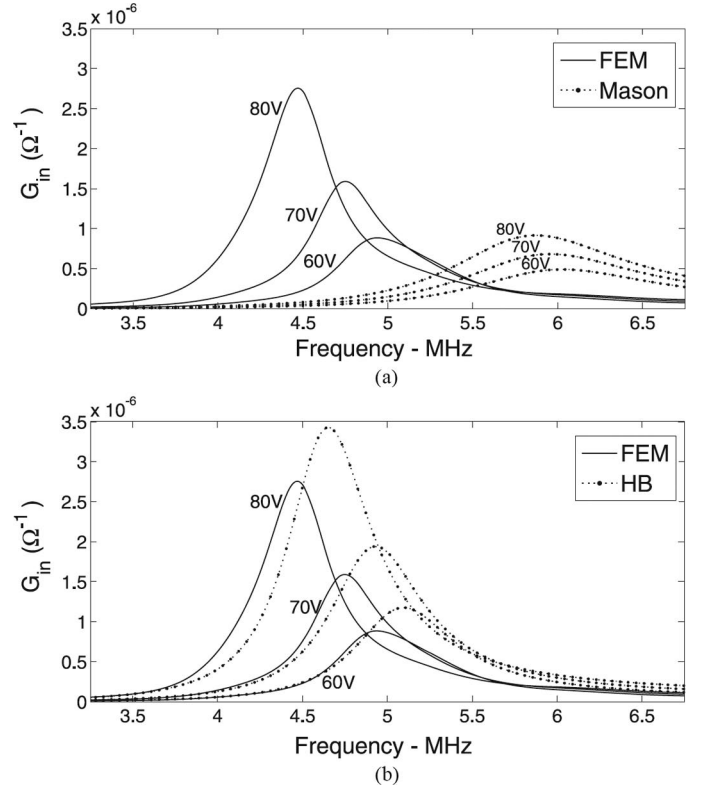 x 10^-6
3.5
3
2.5
2
1.5
1
0.5
0
G_in (Ω^-1)
FEM
Mason
80V
70V
60V
80V
70V
60V
3.5 4 4.5 5 5.5 6 6.5
Frequency - MHz
(a)
x 10^-6
3.5
3
2.5
2
1.5
1
0.5
0
G_in (Ω^-1)
FEM
HB
80V
70V
60V
3.5 4 4.5 5 5.5 6 6.5
Frequency - MHz
(b)